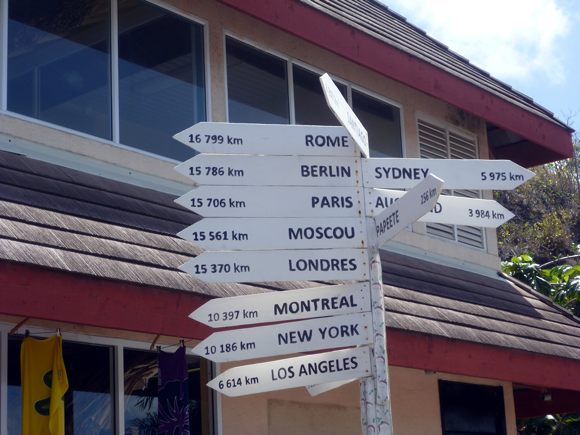 16 799 km ROME
15 786 km BERLIN
15 706 km PARIS
15 561 km MOSCOU
15 370 km LONDRES
10 397 km MONTREAL
10 186 km NEW YORK
6 614 km LOS ANGELES
SYDNEY 5 975 km
3 984 km
PAPEETE 256 km